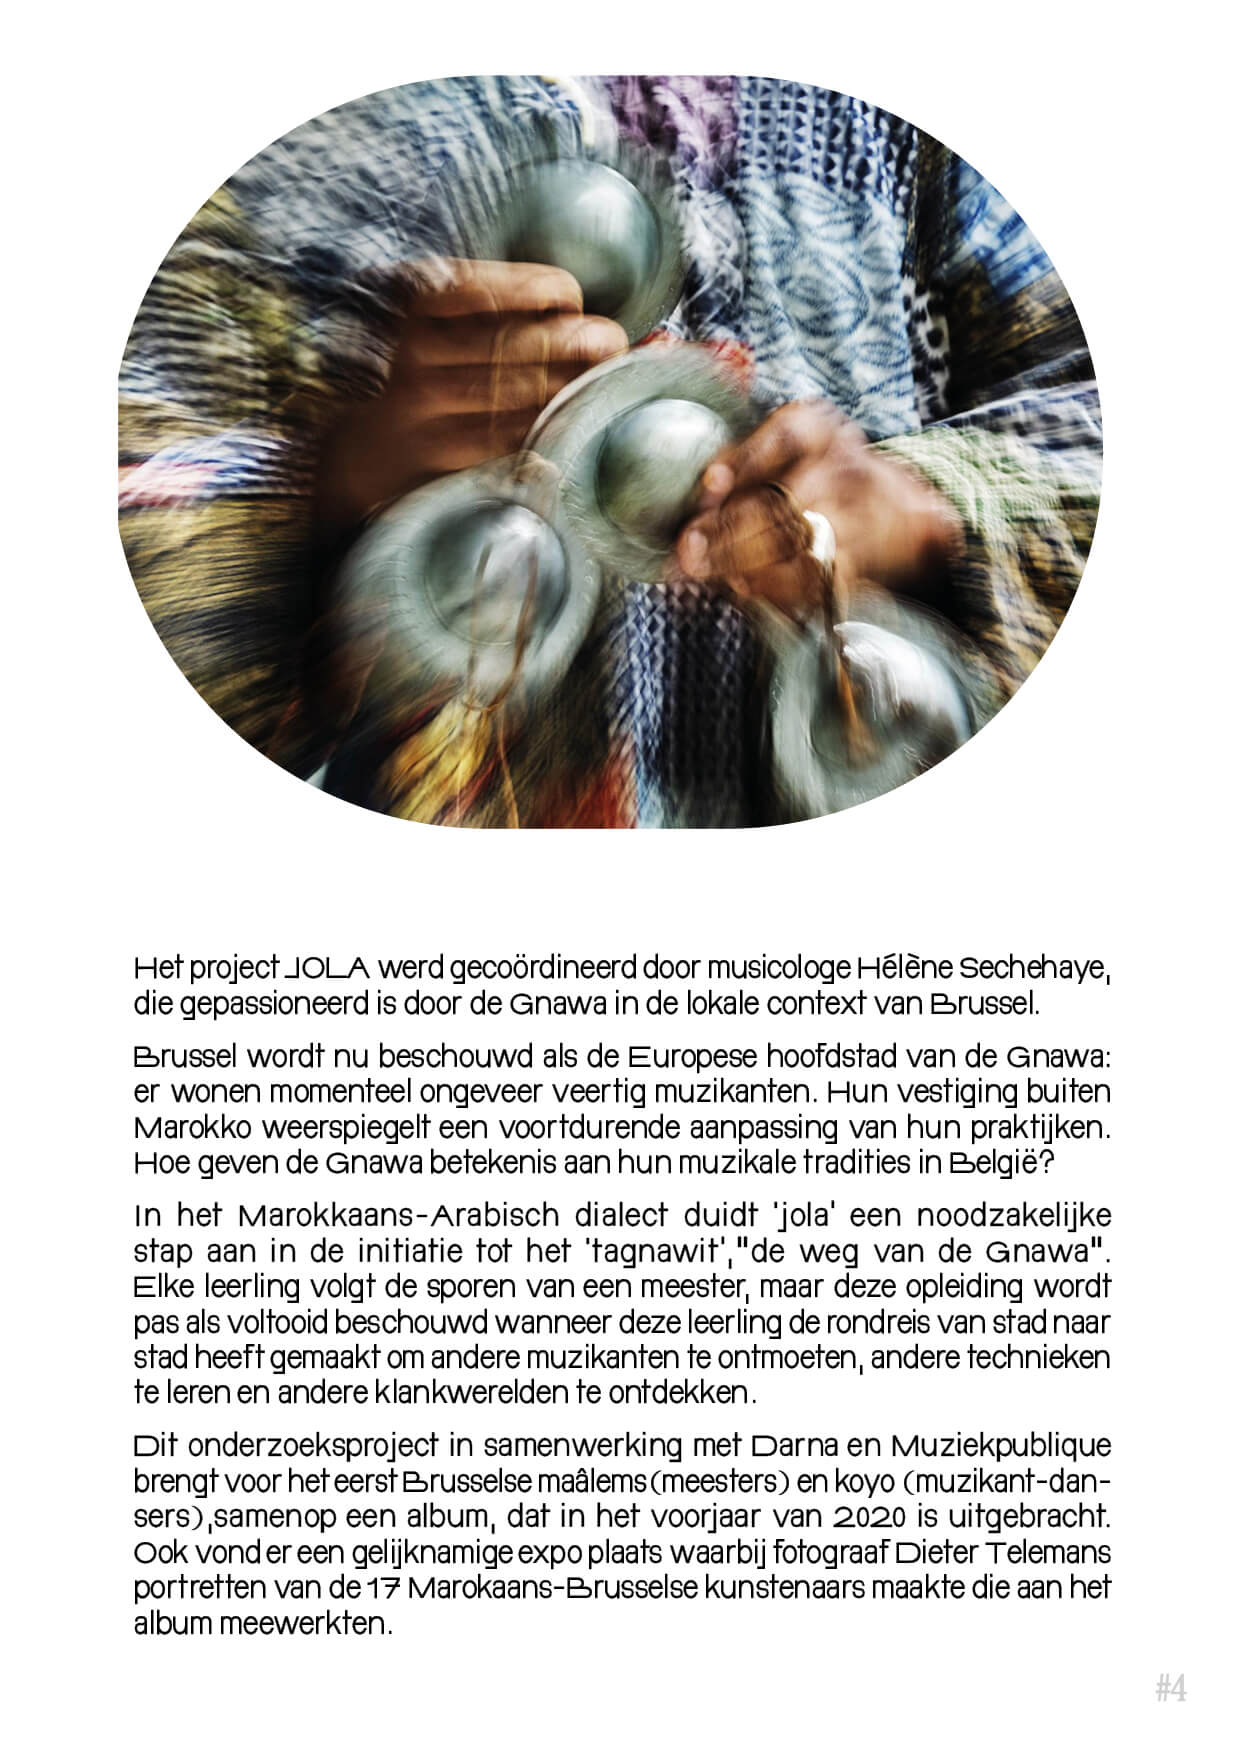 Het project JOLA werd gecoördineerd door musicologe Hélène Sechehaye,
die gepassioneerd is door de Gnawa in de lokale context van Brussel.
Brussel wordt nu beschouwd als de Europese hoofdstad van de Gnawa:
er wonen momenteel ongeveer veertig muzikanten. Hun vestiging buiten
Marokko weerspiegelt een voortdurende aanpassing van hun praktijken.
Hoe geven de Gnawa betekenis aan hun muzikale tradities in België?
In het Marokkaans-Arabisch dialect duidt 'jola' een noodzakelijke
stap aan in de initiatie tot het 'tagnawit',"de weg van de Gnawa".
Elke leerling volgt de sporen van een meester, maar deze opleiding wordt
pas als voltooid beschouwd wanneer deze leerling de rondreis van stad naar
stad heeft gemaakt om andere muzikanten te ontmoeten, andere technieken
te leren en andere klankwerelden te ontdekken.
Dit onderzoeksproject in samenwerking met Darna en Muziekpublique
brengt voor het eerst Brusselse maâlems (meesters) en koyo (muzikant-dan-
sers),samenop een album, dat in het voorjaar van 2020 is uitgebracht.
Ook vond er een gelijknamige expo plaats waarbij fotograaf Dieter Telemans
portretten van de 17 Marokaans-Brusselse kunstenaars maakte die aan het
album meewerkten.
#4